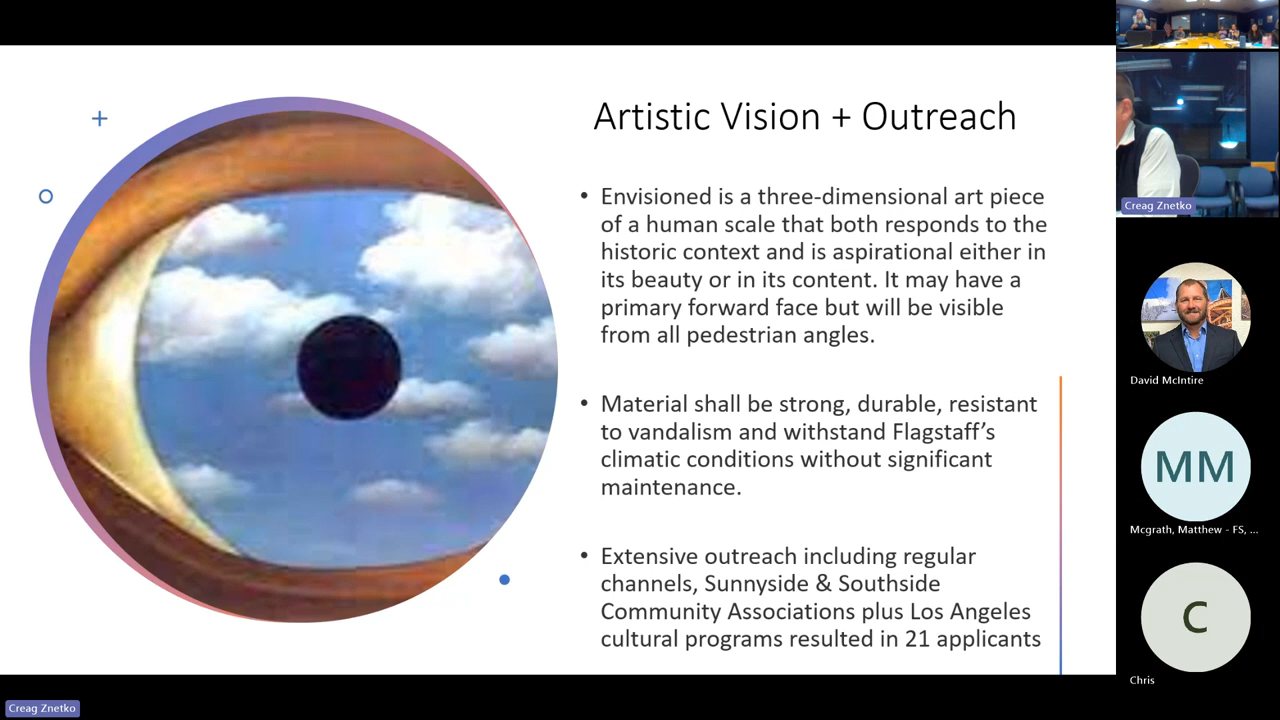 Artistic Vision + Outreach
• Envisioned is a three-dimensional art piece
of a human scale that both responds to the
historic context and is aspirational either in
its beauty or in its content. It may have a
primary forward face but will be visible
from all pedestrian angles.
• Material shall be strong, durable, resistant
to vandalism and withstand Flagstaff’s
climatic conditions without significant
maintenance.
• Extensive outreach including regular
channels, Sunnyside & Southside
Community Associations plus Los Angeles
cultural programs resulted in 21 applicants
Creag Znetko
David McIntire
MM
Mcgrath, Matthew - FS, ...
C
Chris
Creag Znetko